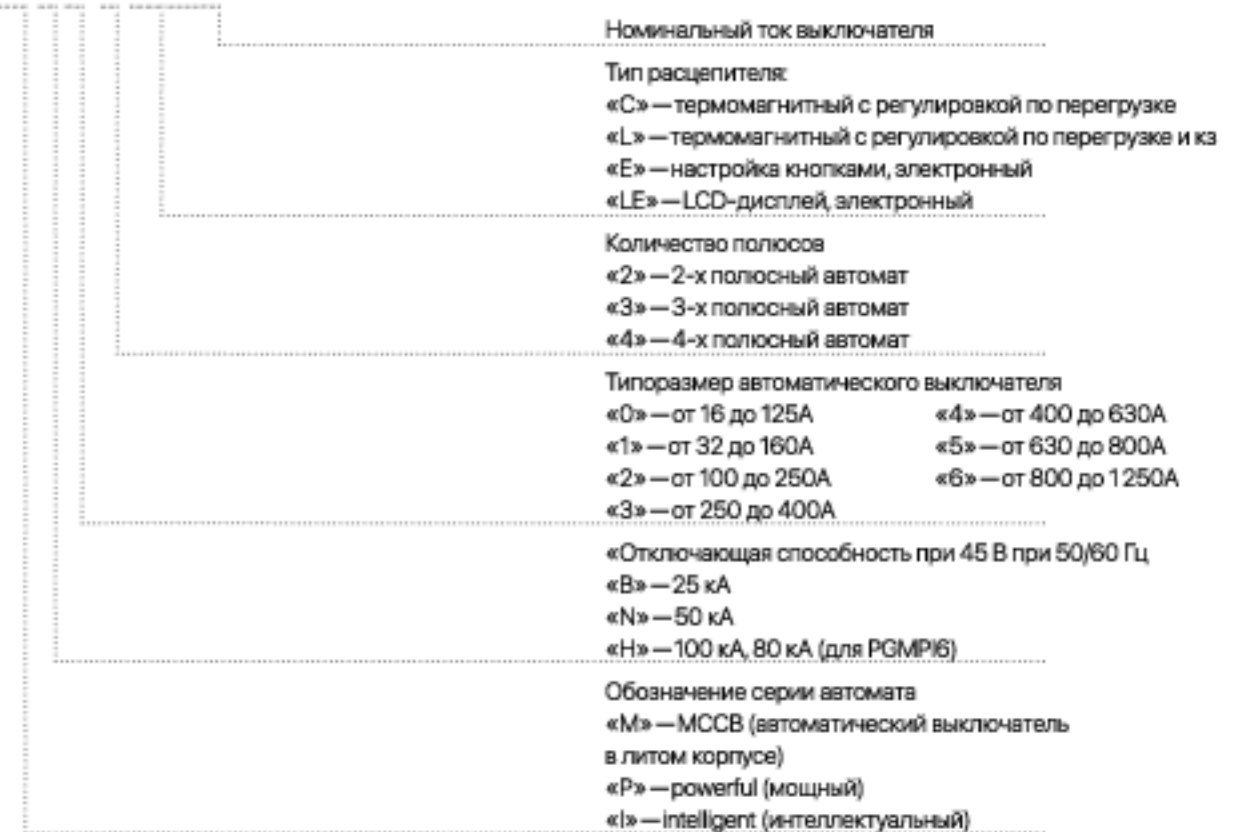 Номинальный ток выключателя
Тип расцепителя:
«C» — термомагнитный с регулировкой по перегрузке
«L» — термомагнитный с регулировкой по перегрузке и кз
«E» — настройка кнопками, электронный
«LE» — LCD-дисплей, электронный
Количество полюсов
«2» — 2-х полюсный автомат
«3» — 3-х полюсный автомат
«4» — 4-х полюсный автомат
Типоразмер автоматического выключателя
«0» — от 16 до 125А «4» — от 400 до 630А
«1» — от 32 до 160А «5» — от 630 до 800А
«2» — от 100 до 250А «6» — от 800 до 1250А
«3» — от 250 до 400А
«Отключающая способность при 45 В при 50/60 Гц
«B» — 25 кА
«N» — 50 кА
«H» — 100 кА, 80 кА (для PGMPI6)
Обозначение серии автомата
«M» — MCCB (автоматический выключатель
в литом корпусе)
«P» — powerful (мощный)
«I» — intelligent (интеллектуальный)